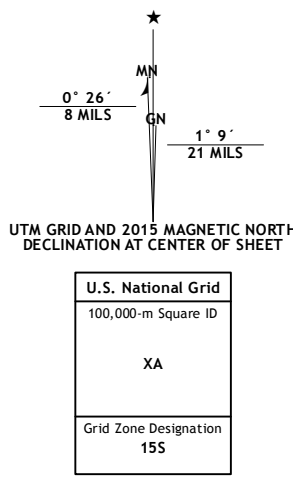 MN
0° 26´
8 MILS
GN
1° 9´
21 MILS
UTM GRID AND 2015 MAGNETIC NORTH
DECLINATION AT CENTER OF SHEET
U.S. National Grid
100,000-m Square ID
XA
Grid Zone Designation
15S